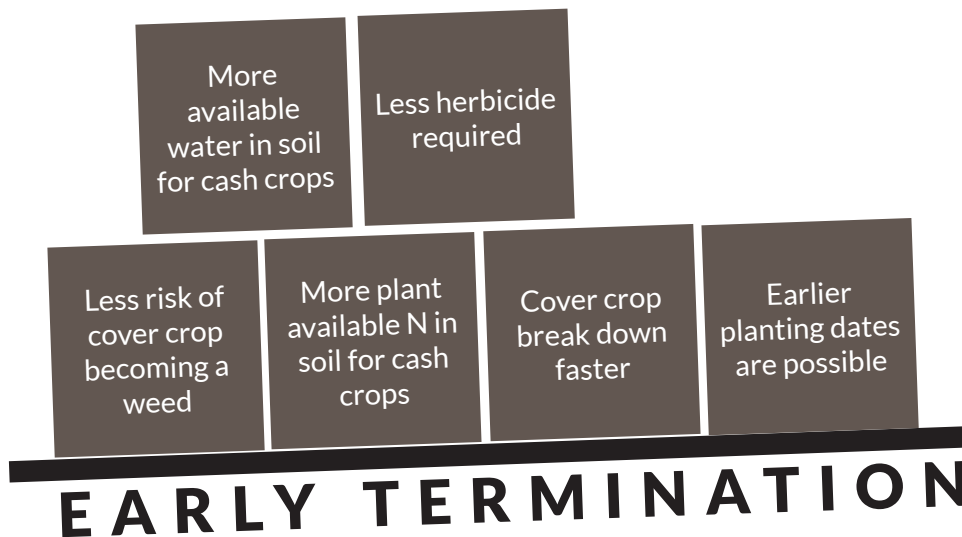 More
available
water in soil
for cash crops
Less herbicide
required
Less risk of
cover crop
becoming a
weed
More plant
available N in
soil for cash
crops
Cover crop
break down
faster
Earlier
planting dates
are possible
EARLY TERMINATION